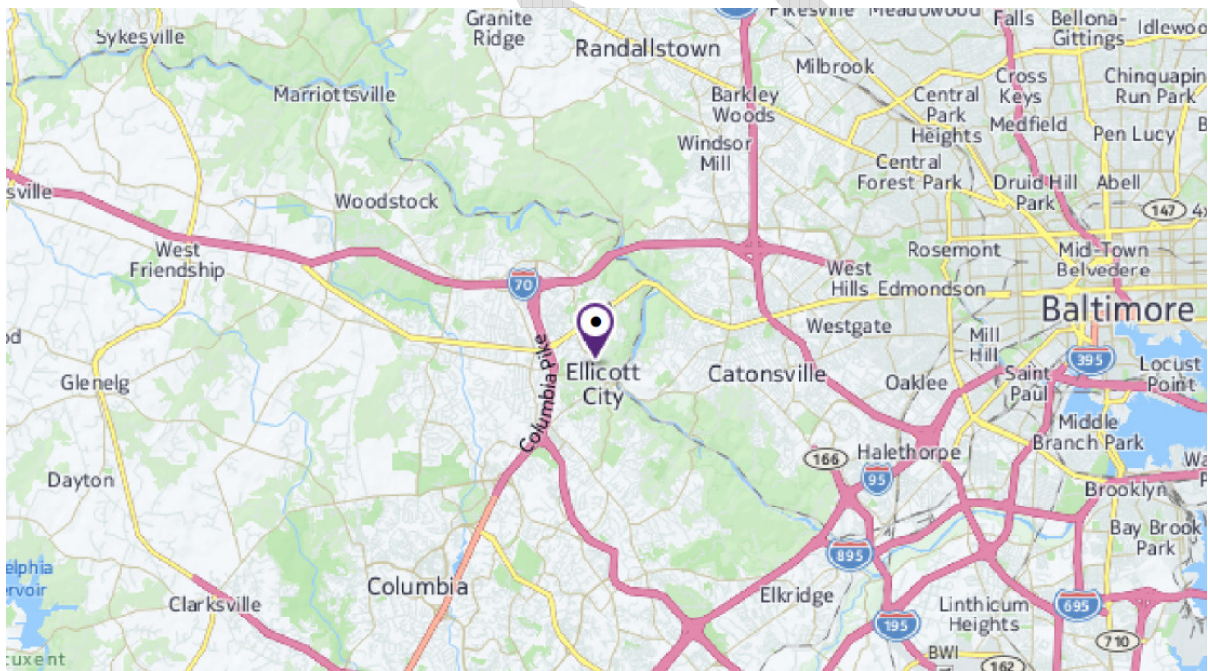 Granite
Ridge
Pikesville
Meadowood
Falls
Bellona-
Gittings
Sykesville
Randallstown
Milbrook
Cross
Keys
Chinquapin
Run Park
Marriottsville
Barkley
Woods
Central
Park
Heights
Medfield
Pen Lucy
Windsor
Mill
Central
Forest Park
Druid Hill
Park
Abell
sville
Woodstock
147
West
Friendship
Rosemont
Mid-Town
Belvedere
70
West
Hills
Edmondson
Baltimore
Westgate
Mill
Hill
Columbia Pike
Ellicott
City
Catonsville
395
Locust
Point
Glenelg
Oaklee
Saint
Paul
Middle
Branch Park
Halethorpe
166
95
Dayton
Brooklyn
Bay Brook
Park
895
Columbia
Elkridge
Clarksville
Linthicum
Heights
695
195
710
BWI
162